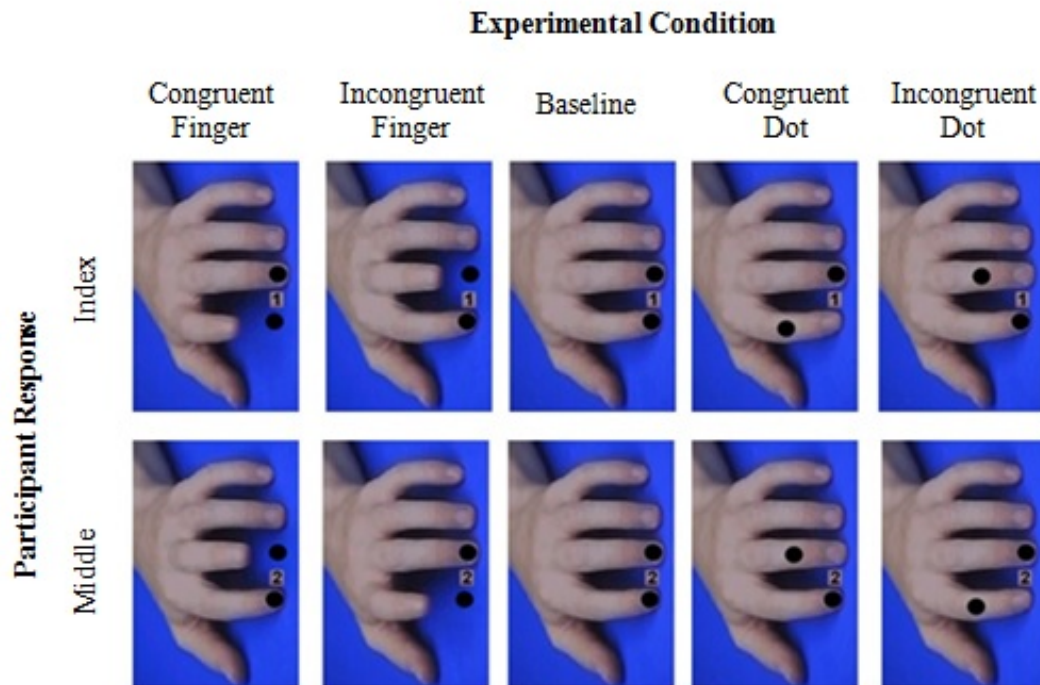 Experimental Condition
Congruent
Finger
Incongruent
Finger
Baseline
Congruent
Dot
Incongruent
Dot
Participant Response
Index
1
1
1
1
1
Middle
2
2
2
2
2